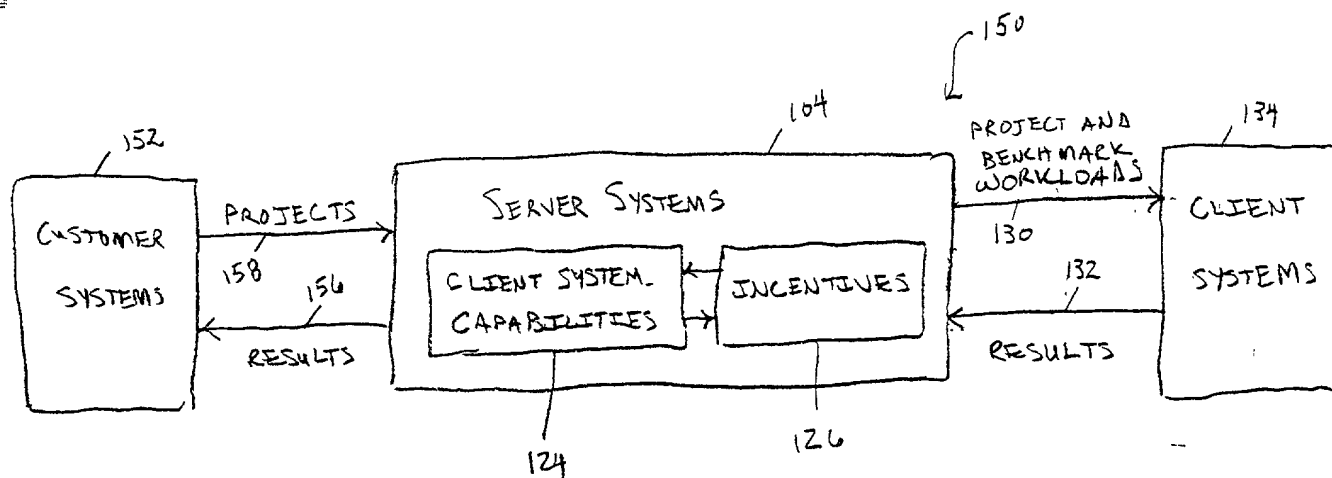 150
152
104
134
PROJECT AND
BENCHMARK
WORKLOADS
CUSTOMER
SYSTEMS
PROJECTS
158
156
RESULTS
SERVER SYSTEMS
CLIENT SYSTEM
CAPABILITIES
INCENTIVES
124
126
130
132
RESULTS
CLIENT
SYSTEMS